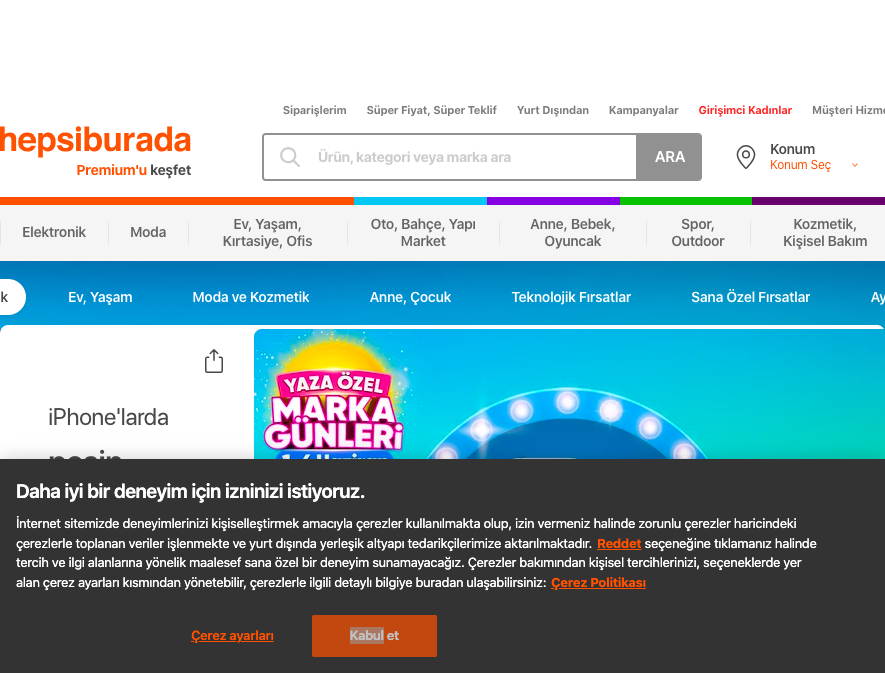 Siparişlerim Süper Fiyat, Süper Teklif Yurt Dışından Kampanyalar Girişimci Kadınlar Müşteri Hizme
hepsiburada
Premium'u keşfet
Ürün, kategori veya marka ara
ARA
Konum
Konum Seç
Elektronik
Moda
Ev, Yaşam,
Kırtasiye, Ofis
Oto, Bahçe, Yapı
Market
Anne, Bebek,
Oyuncak
Spor,
Outdoor
Kozmetik,
Kişisel Bakım
k Ev, Yaşam Moda ve Kozmetik Anne, Çocuk Teknolojik Fırsatlar Sana Özel Fırsatlar Ay
iPhone'larda
peşin
YAZA ÖZEL
MARKA
GÜNLERİ
Daha iyi bir deneyim için izninizi istiyoruz.
İnternet sitemizde deneyimlerinizi kişiselleştirmek amacıyla çerezler kullanılmakta olup, izin vermeniz halinde zorunlu çerezler haricindeki
çerezlerle toplanan veriler işlenmekte ve yurt dışında yerleşik altyapı tedarikçilerimize aktarılmaktadır. Reddet seçeneğine tıklamanız halinde
tercih ve ilgi alanlarına yönelik maalesef sana özel bir deneyim sunamayacağız. Çerezler bakımından kişisel tercihlerinizi, seçeneklerde yer
alan çerez ayarları kısmından yönetebilir, çerezlerle ilgili detaylı bilgiye buradan ulaşabilirsiniz: Çerez Politikası
Çerez ayarları
Kabul et